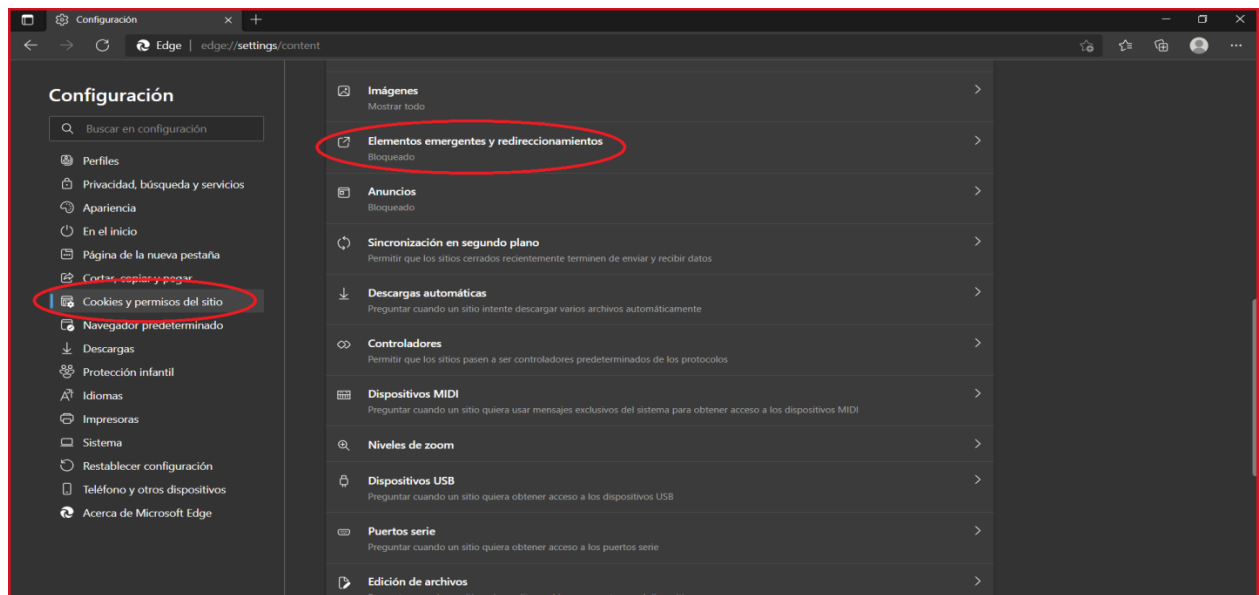 Configuración
Edge | edge://settings/content
Configuración
Buscar en configuración
Perfiles
Privacidad, búsqueda y servicios
Apariencia
En el inicio
Página de la nueva pestaña
Cortar, copiar y pegar
Cookies y permisos del sitio
Navegador predeterminado
Descargas
Protección infantil
Idiomas
Impresoras
Sistema
Restablecer configuración
Teléfono y otros dispositivos
Acerca de Microsoft Edge
Imágenes
Mostrar todo
Elementos emergentes y redireccionamientos
Bloqueado
Anuncios
Bloqueado
Sincronización en segundo plano
Permitir que los sitios cerrados recientemente terminen de enviar y recibir datos
Descargas automáticas
Preguntar cuando un sitio intente descargar varios archivos automáticamente
Controladores
Permitir que los sitios pasen a ser controladores predeterminados de los protocolos
Dispositivos MIDI
Preguntar cuando un sitio quiera usar mensajes exclusivos del sistema para obtener acceso a los dispositivos MIDI
Niveles de zoom
Dispositivos USB
Preguntar cuando un sitio quiera obtener acceso a los dispositivos USB
Puertos serie
Preguntar cuando un sitio quiera obtener acceso a los puertos serie
Edición de archivos